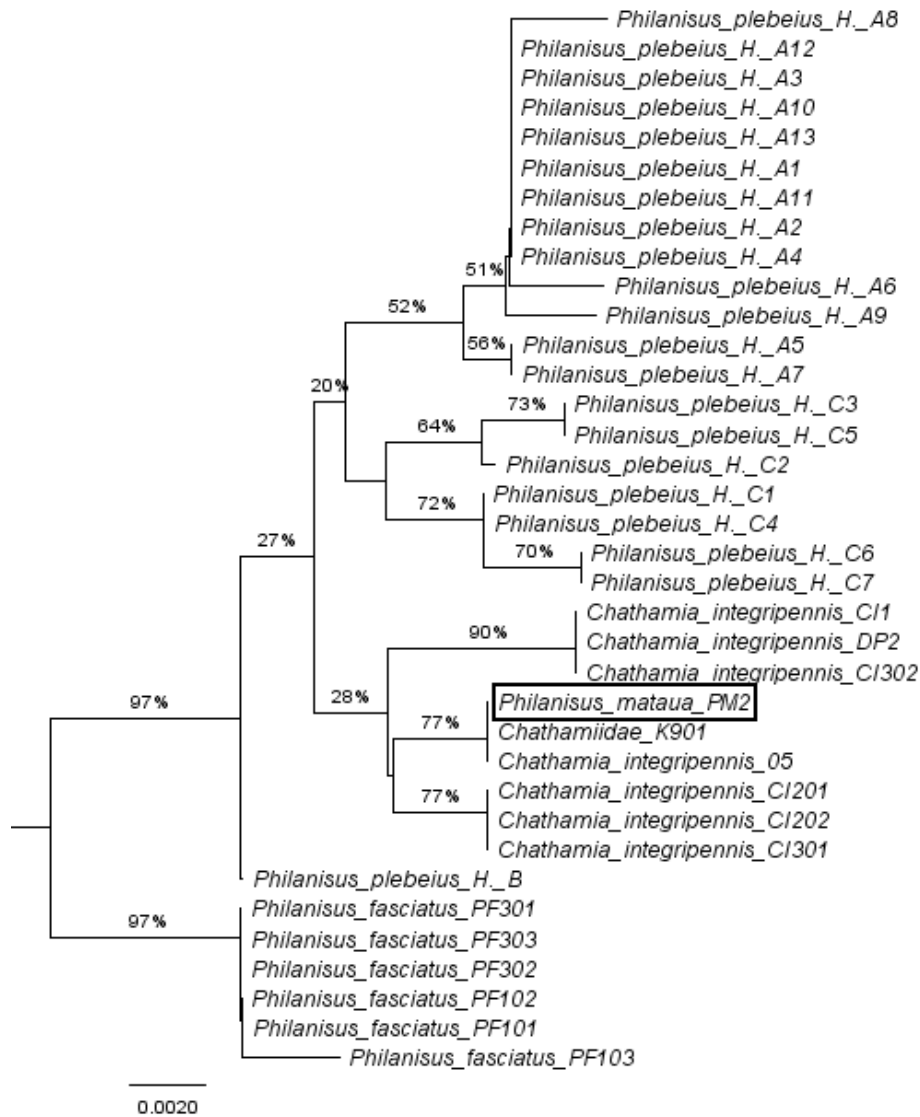 Philanisus_plebeius_H._A8
Philanisus_plebeius_H._A12
Philanisus_plebeius_H._A3
Philanisus_plebeius_H._A10
Philanisus_plebeius_H._A13
Philanisus_plebeius_H._A1
Philanisus_plebeius_H._A11
Philanisus_plebeius_H._A2
Philanisus_plebeius_H._A4
51%
Philanisus_plebeius_H._A6
52%
Philanisus_plebeius_H._A9
56%
Philanisus_plebeius_H._A5
Philanisus_plebeius_H._A7
20%
73%
Philanisus_plebeius_H._C3
64%
Philanisus_plebeius_H._C5
Philanisus_plebeius_H._C2
72%
Philanisus_plebeius_H._C1
Philanisus_plebeius_H._C4
27%
70%
Philanisus_plebeius_H._C6
Philanisus_plebeius_H._C7
Chathamia_integripennis_CI1
90%
Chathamia_integripennis_DP2
Chathamia_integripennis_CI302
97%
28%
Philanisus_mataua_PM2
77%
Chathamiidae_K901
Chathamia_integripennis_05
Chathamia_integripennis_CI201
77%
Chathamia_integripennis_CI202
Chathamia_integripennis_CI301
Philanisus_plebeius_H._B
97%
Philanisus_fasciatus_PF301
Philanisus_fasciatus_PF303
Philanisus_fasciatus_PF302
Philanisus_fasciatus_PF102
Philanisus_fasciatus_PF101
Philanisus_fasciatus_PF103
0.0020